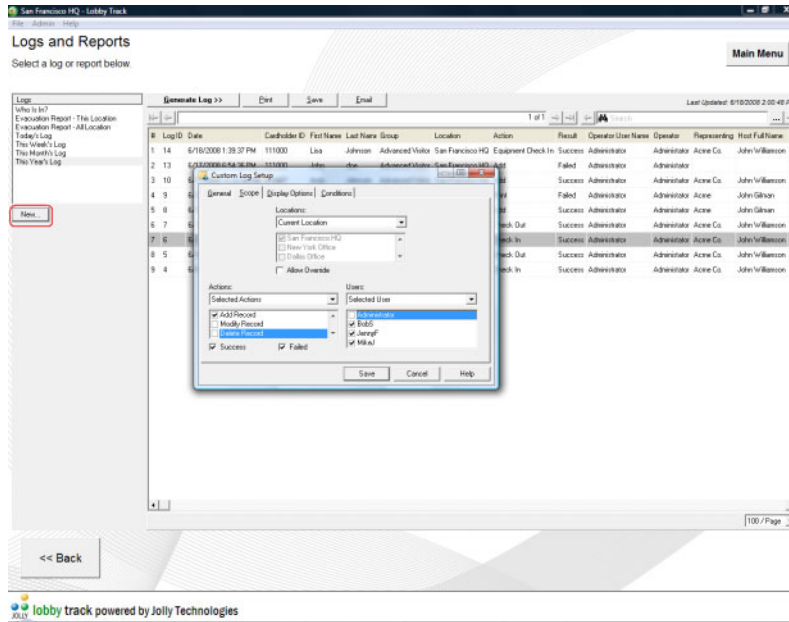 San Francisco HQ - Lobby Track
File Admin Help
Logs and Reports
Select a log or report below.
Main Menu
Logs
Who Is In?
Evacuation Report - This Location
Evacuation Report - All Location
Today's Log
This Week's Log
This Month's Log
This Year's Log
New...
Generate Log >> Print Save Email
Last Updated: 6/18/2008 2:00:48
1 of 1 Search
# Log ID Date Cardholder ID First Name Last Name Group Location Action Result Operator User Name Operator Representing Host Full Name
1 14 6/18/2008 1:39:37 PM 111000 Lisa Johnson Advanced Visitor San Francisco HQ Equipment Check In Success Administrator Administrator Acme Co. John Williamson
2 13 6/17/2008 6:54:36 PM 111000 John doe Advanced Visitor San Francisco HQ Add Failed Administrator Administrator
3 10 Success Administrator Administrator Acme Co. John Williamson
4 9 Failed Administrator Administrator Acme John Gilman
5 8 Success Administrator Administrator Acme Co. John Gilman
6 7 Check Out Success Administrator Administrator Acme Co. John Williamson
7 6 Check In Success Administrator Administrator Acme Co. John Williamson
8 5 Check Out Success Administrator Administrator Acme Co. John Williamson
9 4 Check In Success Administrator Administrator Acme Co. John Williamson
Custom Log Setup
General Scope Display Options Conditions
Locations:
Current Location
San Francisco HQ
New York Office
Dallas Office
Allow Override
Actions: Users:
Selected Actions Selected User
Add Record Administrator
Modify Record BobS
Delete Record JennyF
MikeJ
Success Failed
Save Cancel Help
100 / Page
<< Back
JOLLY lobby track powered by Jolly Technologies